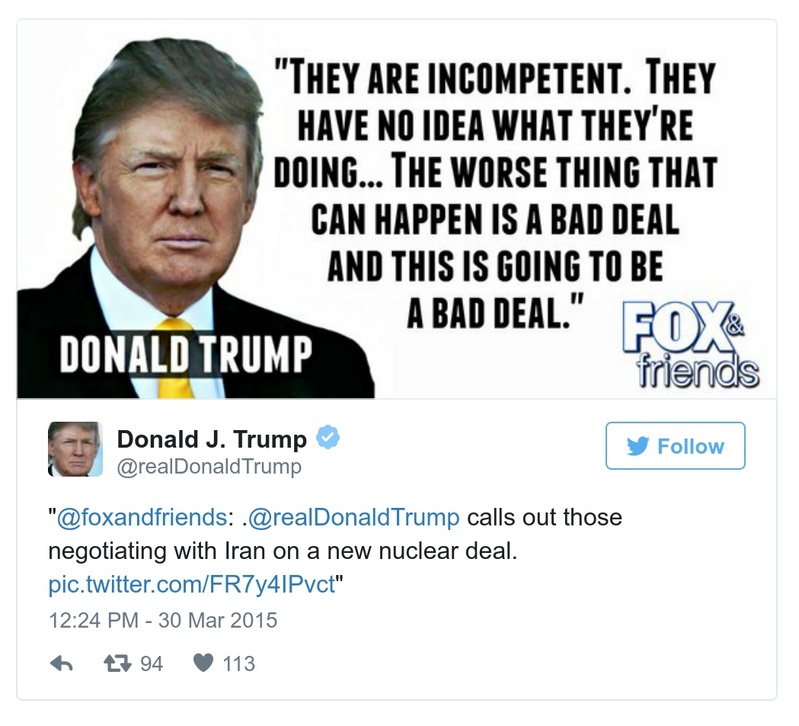 "THEY ARE INCOMPETENT. THEY
HAVE NO IDEA WHAT THEY'RE
DOING... THE WORSE THING THAT
CAN HAPPEN IS A BAD DEAL
AND THIS IS GOING TO BE
A BAD DEAL."
FOX &
friends
DONALD TRUMP
Donald J. Trump
@realDonaldTrump
Follow
"@foxandfriends: .@realDonaldTrump calls out those
negotiating with Iran on a new nuclear deal.
pic.twitter.com/FR7y4IPvct"
12:24 PM - 30 Mar 2015
94 113